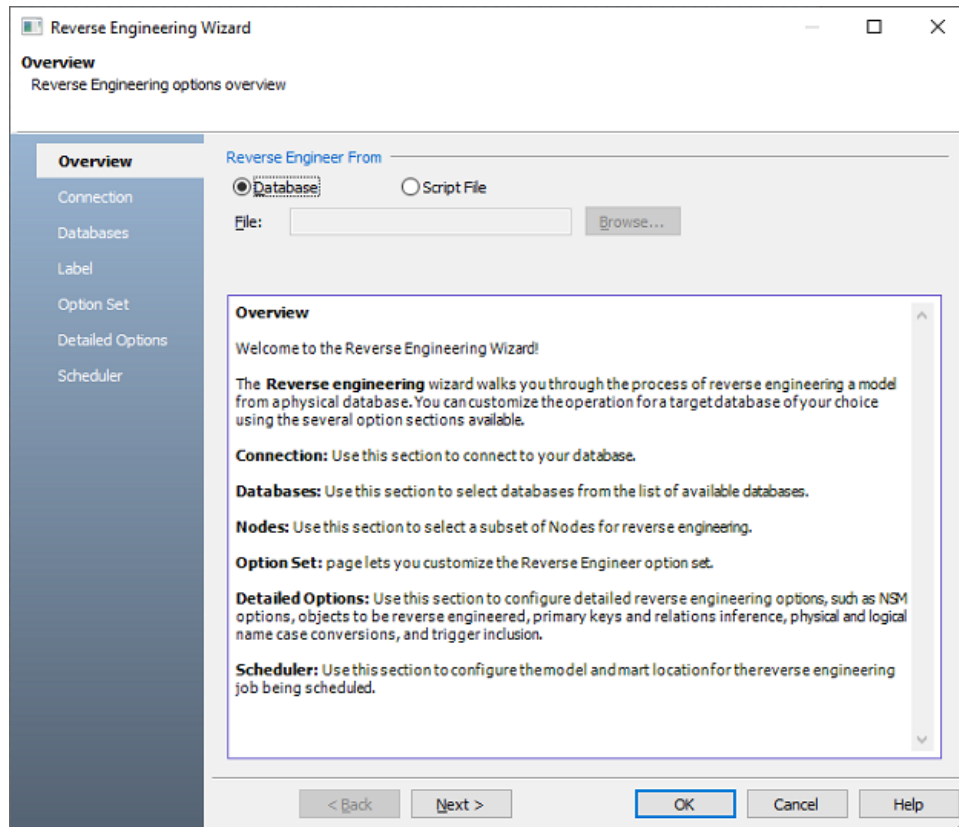 Reverse Engineering Wizard
Overview
Reverse Engineering options overview
Overview
Connection
Databases
Label
Option Set
Detailed Options
Scheduler
Reverse Engineer From
Database
Script File
File:
Browse...
Overview
Welcome to the Reverse Engineering Wizard!
The Reverse engineering wizard walks you through the process of reverse engineering a model
from a physical database. You can customize the operation for a target database of your choice
using the several option sections available.
Connection: Use this section to connect to your database.
Databases: Use this section to select databases from the list of available databases.
Nodes: Use this section to select a subset of Nodes for reverse engineering.
Option Set: page lets you customize the Reverse Engineer option set.
Detailed Options: Use this section to configure detailed reverse engineering options, such as NSM
options, objects to be reverse engineered, primary keys and relations inference, physical and logical
name case conversions, and trigger inclusion.
Scheduler: Use this section to configure the model and mart location for the reverse engineering
job being scheduled.
< Back
Next >
OK
Cancel
Help